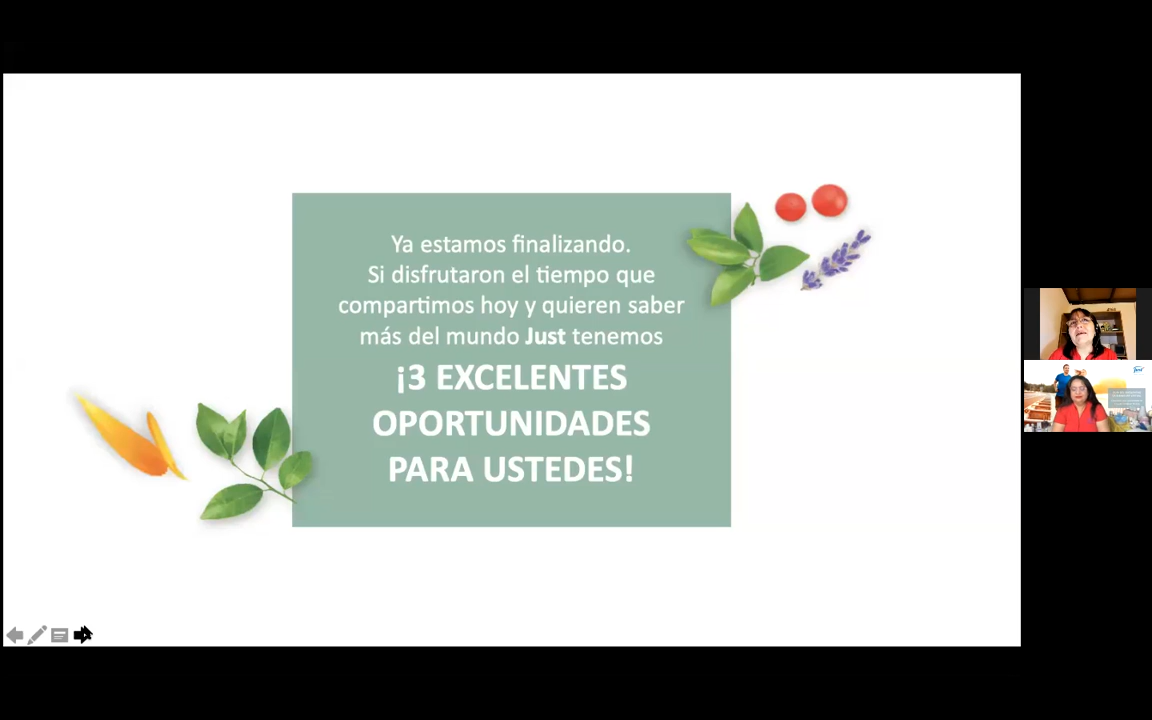 Ya estamos finalizando.
Si disfrutaron el tiempo que
compartimos hoy y quieren saber
más del mundo Just tenemos
¡3 EXCELENTES
OPORTUNIDADES
PARA USTEDES!